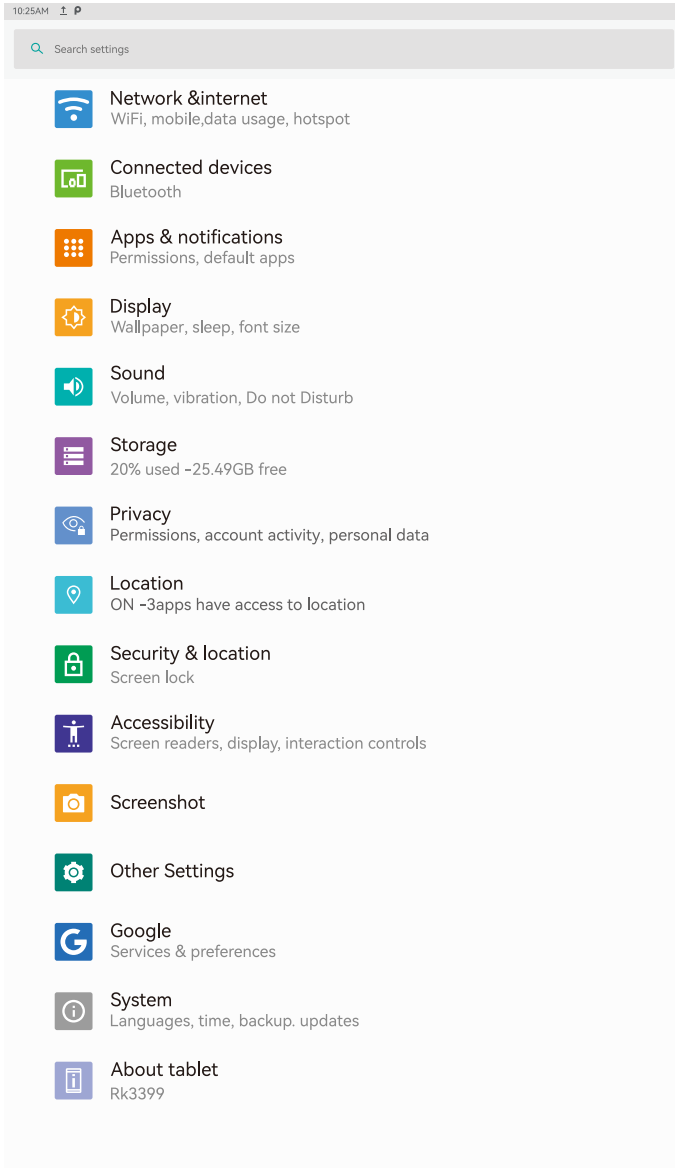 10:25AM
Search settings
Network &internet
WiFi, mobile,data usage, hotspot
Connected devices
Bluetooth
Apps & notifications
Permissions, default apps
Display
Wallpaper, sleep, font size
Sound
Volume, vibration, Do not Disturb
Storage
20% used -25.49GB free
Privacy
Permissions, account activity, personal data
Location
ON -3apps have access to location
Security & location
Screen lock
Accessibility
Screen readers, display, interaction controls
Screenshot
Other Settings
Google
Services & preferences
System
Languages, time, backup. updates
About tablet
Rk3399